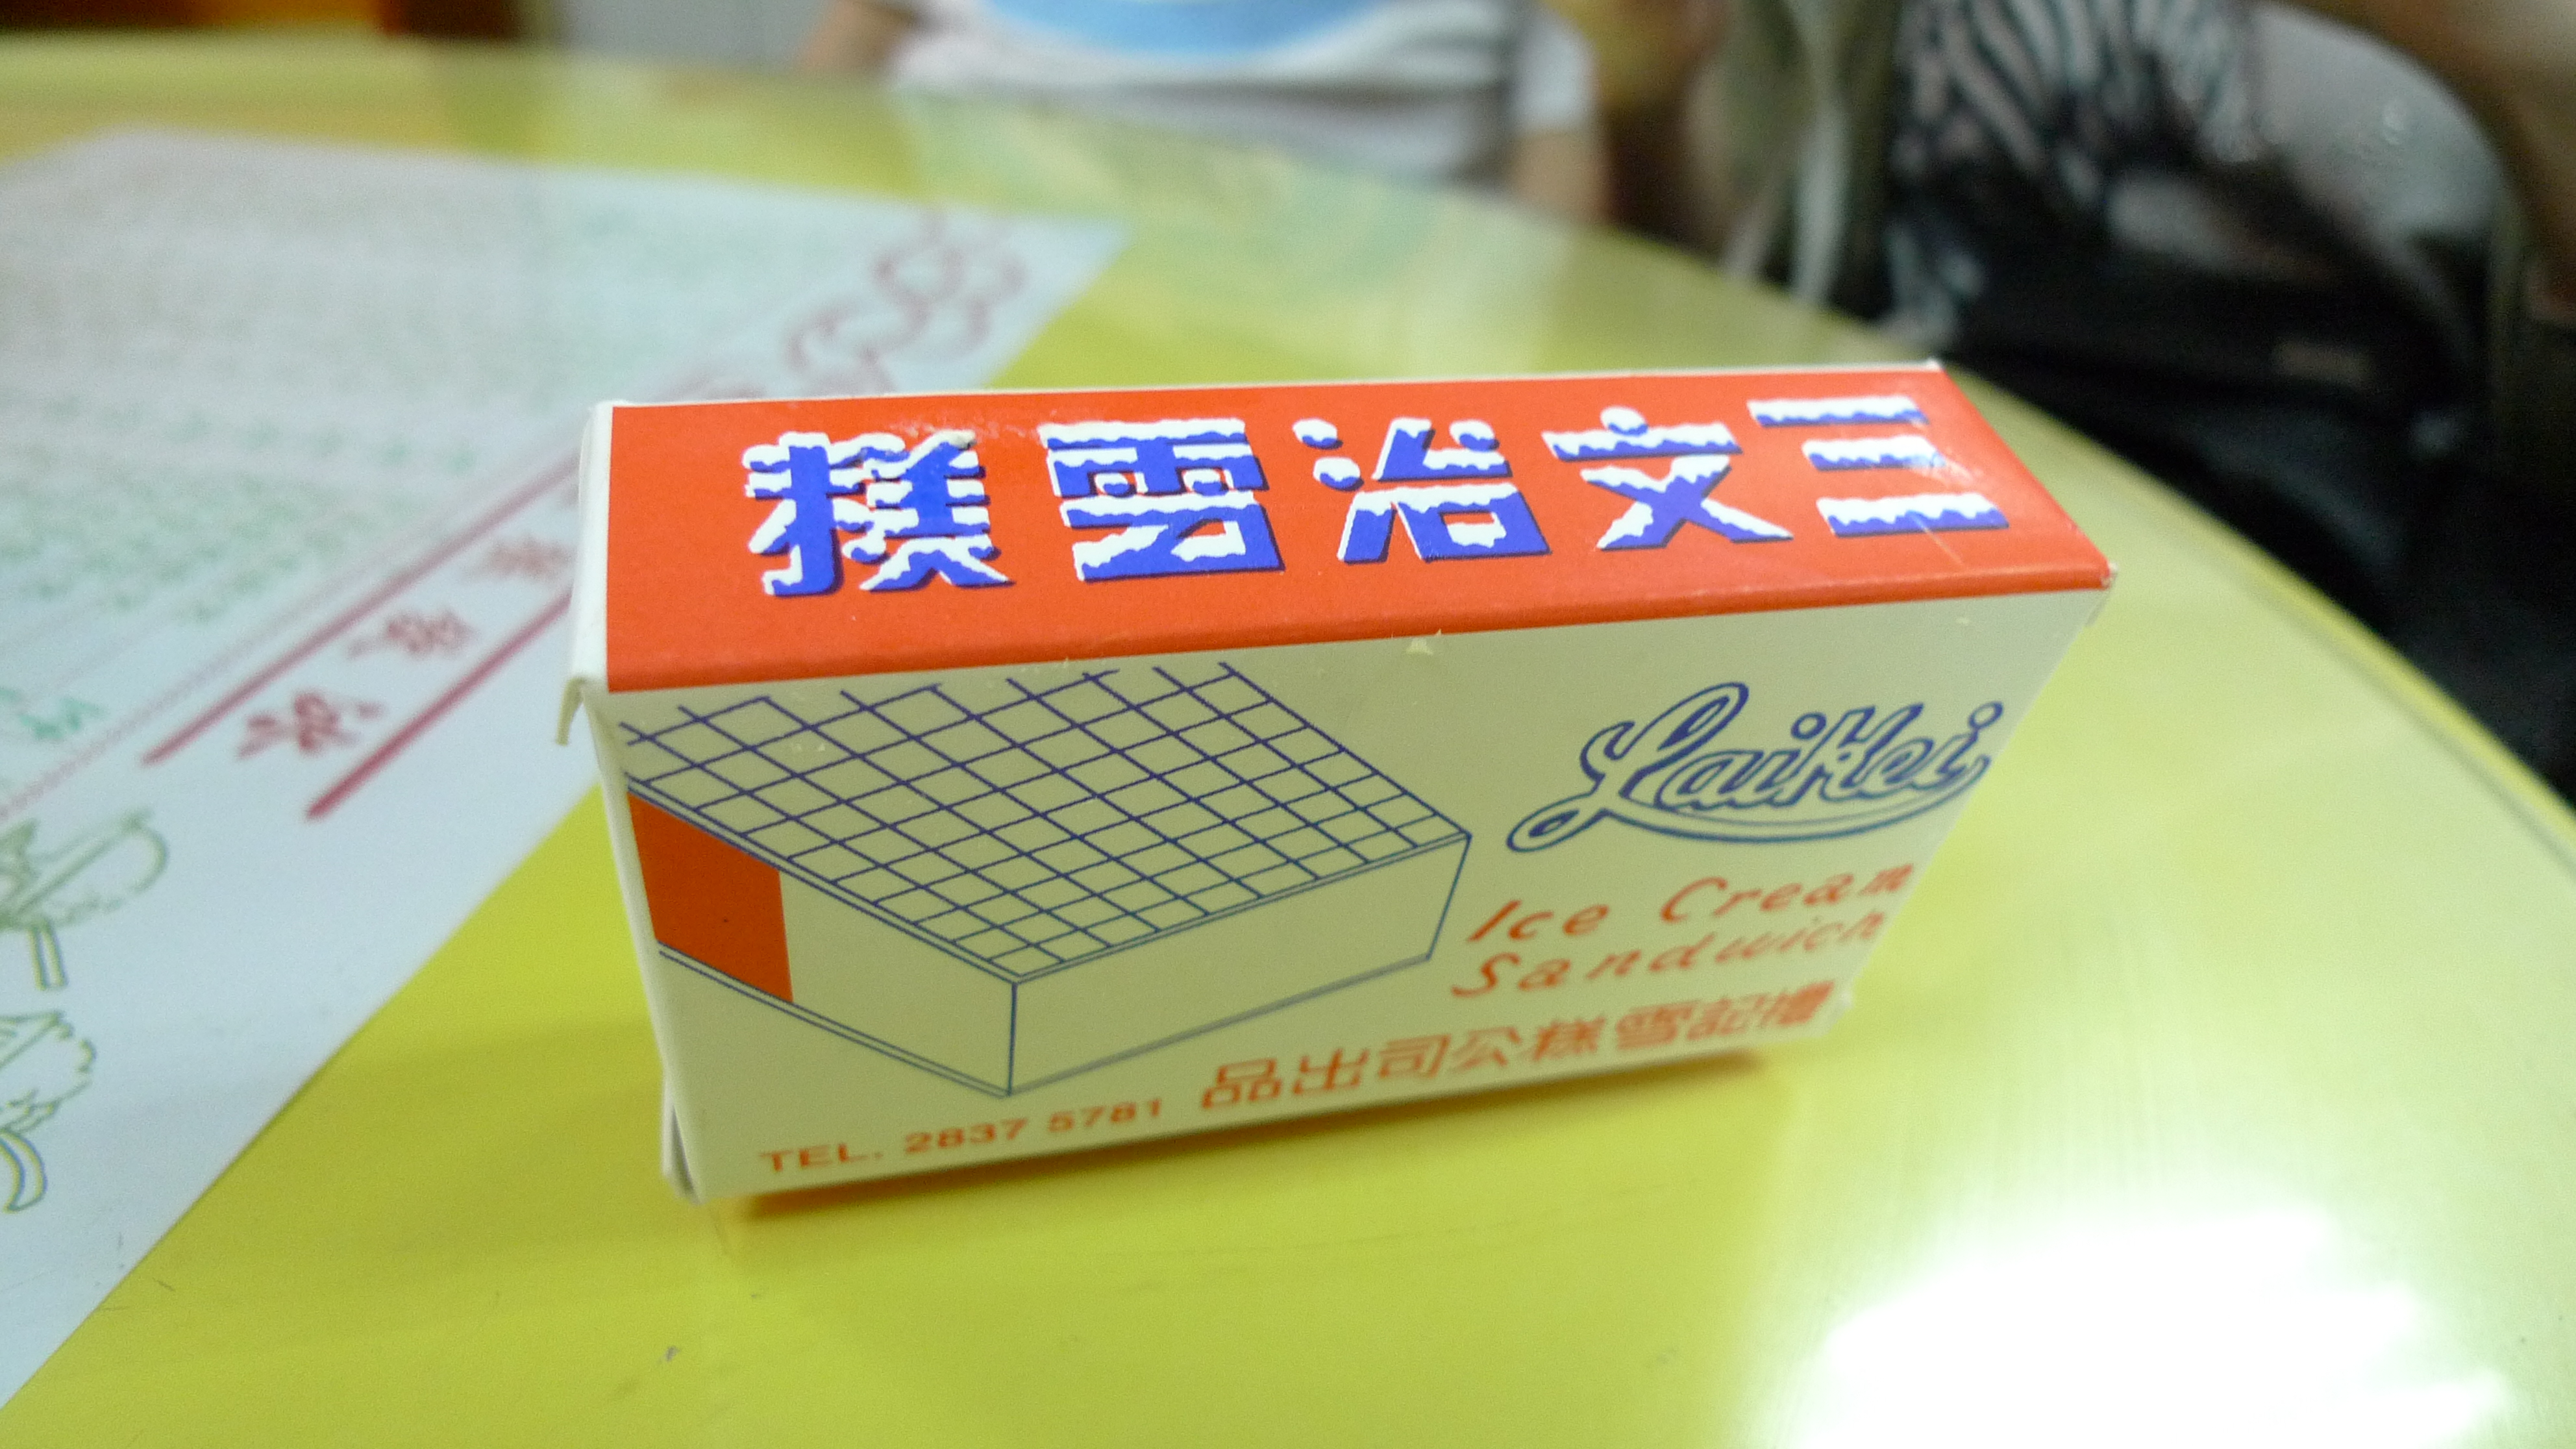 三文治雪糕
LaiKei
Ice Cream
Sandwich
禮記雪糕公司出品
TEL. 2837 5781